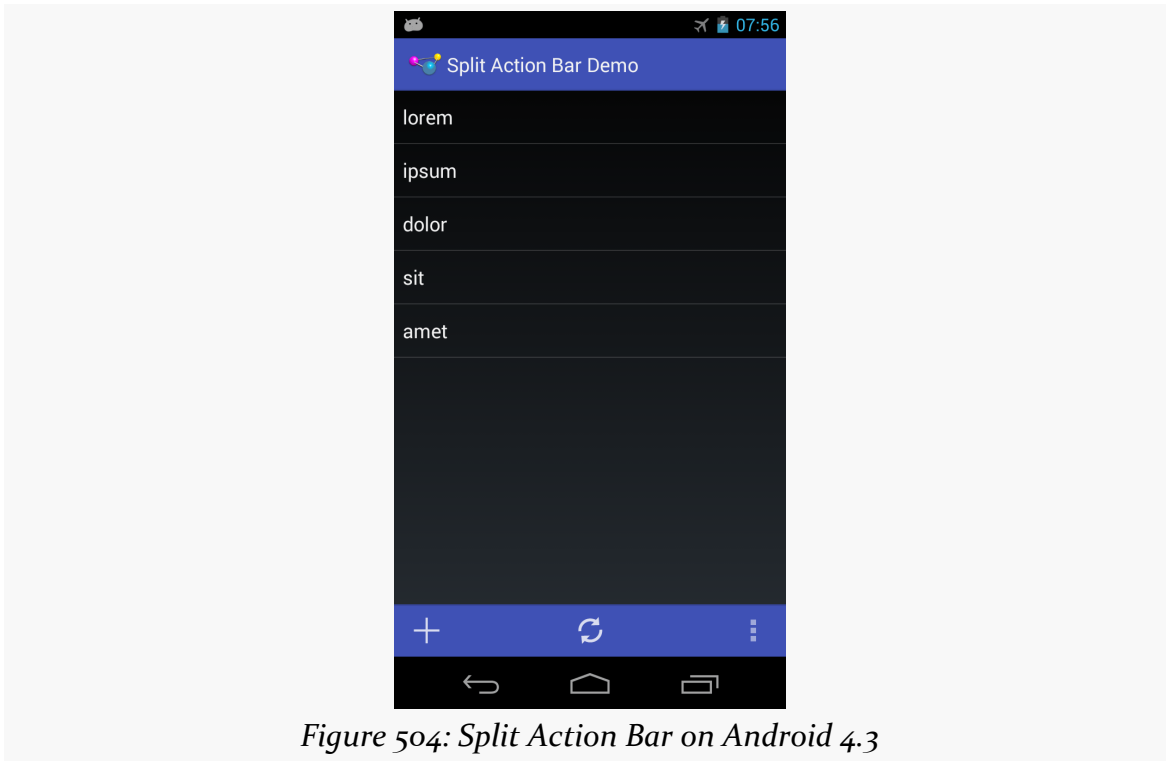 07:56
Split Action Bar Demo
lorem
ipsum
dolor
sit
amet
Figure 504: Split Action Bar on Android 4.3